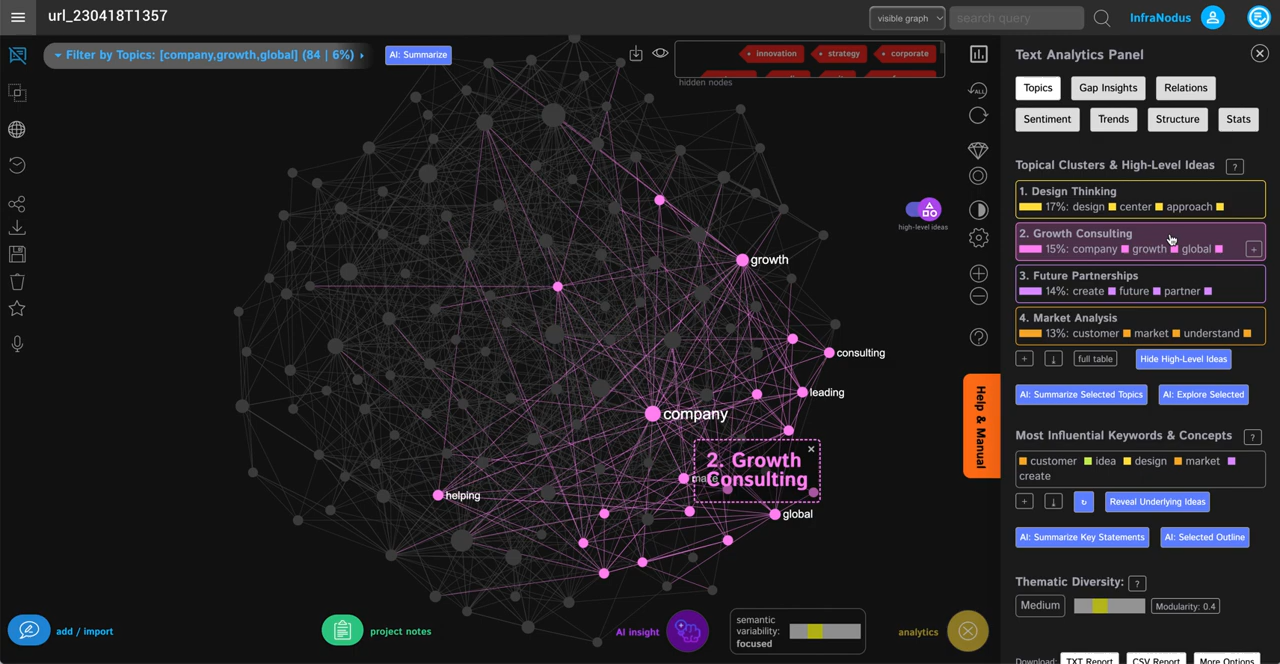 url_230418T1357
visible graph
search query
InfraNodus
Filter by Topics: [company,growth,global] (84 | 6%)
AI: Summarize
innovation
strategy
corporate
hidden nodes
high-level ideas
growth
consulting
leading
company
2. Growth
Consulting
helping
global
Help & Manual
add / import
project notes
AI insight
semantic
variability:
focused
analytics
Text Analytics Panel
Topics
Gap Insights
Relations
Sentiment
Trends
Structure
Stats
Topical Clusters & High-Level Ideas ?
1. Design Thinking
17%: design center approach
2. Growth Consulting
15%: company growth global +
3. Future Partnerships
14%: create future partner
4. Market Analysis
13%: customer market understand
+ ↓ full table Hide High-Level Ideas
AI: Summarize Selected Topics AI: Explore Selected
Most Influential Keywords & Concepts ?
customer idea design market
create
+ ↓ ↻ Reveal Underlying Ideas
AI: Summarize Key Statements AI: Selected Outline
Thematic Diversity: ?
Medium Modularity: 0.4
Download: TXT Report CSV Report More Options